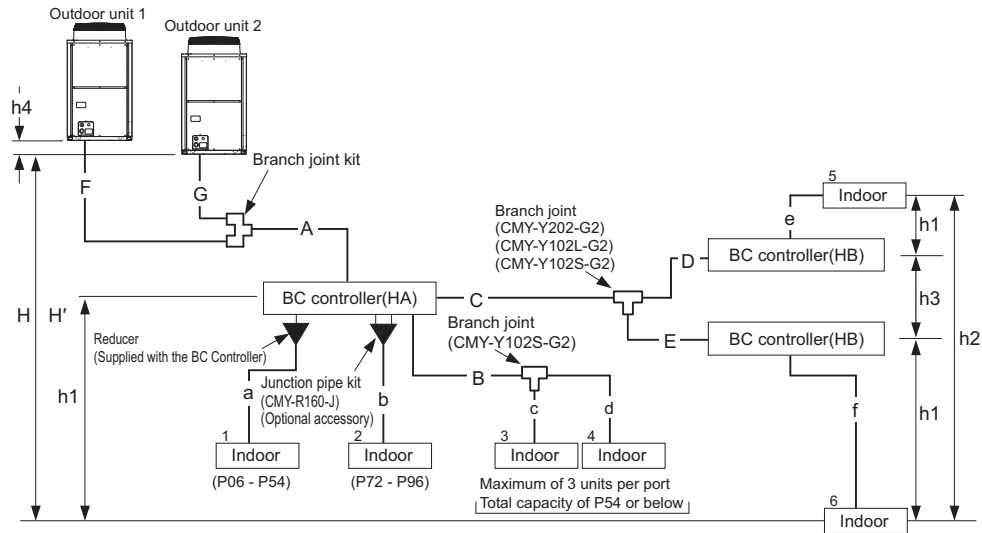 Outdoor unit 1
Outdoor unit 2
h4
Branch joint kit
F
G
A
Branch joint
(CMY-Y202-G2)
(CMY-Y102L-G2)
(CMY-Y102S-G2)
5
Indoor
e
h1
D
BC controller(HB)
H
H'
BC controller(HA)
C
h3
h2
Reducer
(Supplied with the BC Controller)
Branch joint
(CMY-Y102S-G2)
E
BC controller(HB)
h1
a
Junction pipe kit
(CMY-R160-J)
(Optional accessory)
b
B
c
d
f
h1
1
Indoor
(P06 - P54)
2
Indoor
(P72 - P96)
3
Indoor
4
Indoor
Maximum of 3 units per port
Total capacity of P54 or below
6
Indoor